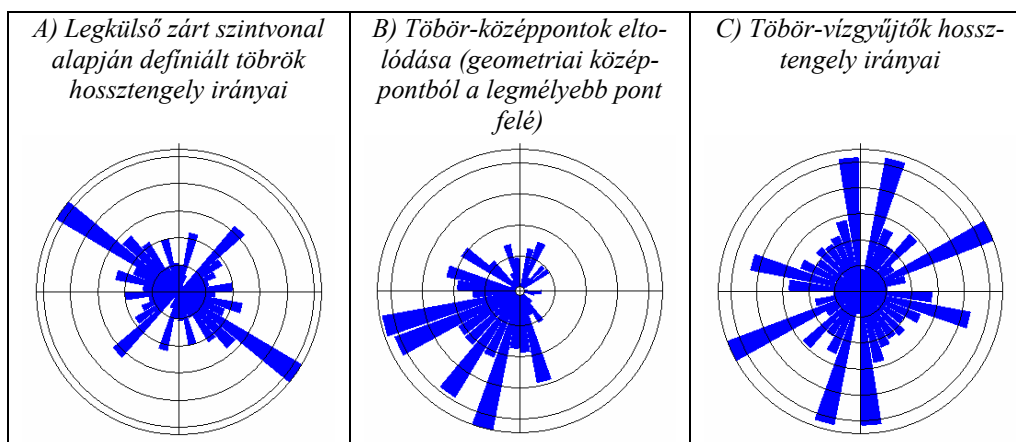 A) Legkülső zárt szintvonal
alapján definiált töbrök
hossztengely irányai
B) Töbör-középpontok elto-
lódása (geometriai közép-
pontból a legmélyebb pont
felé)
C) Töbör-vízgyűjtők hossz-
tengely irányai